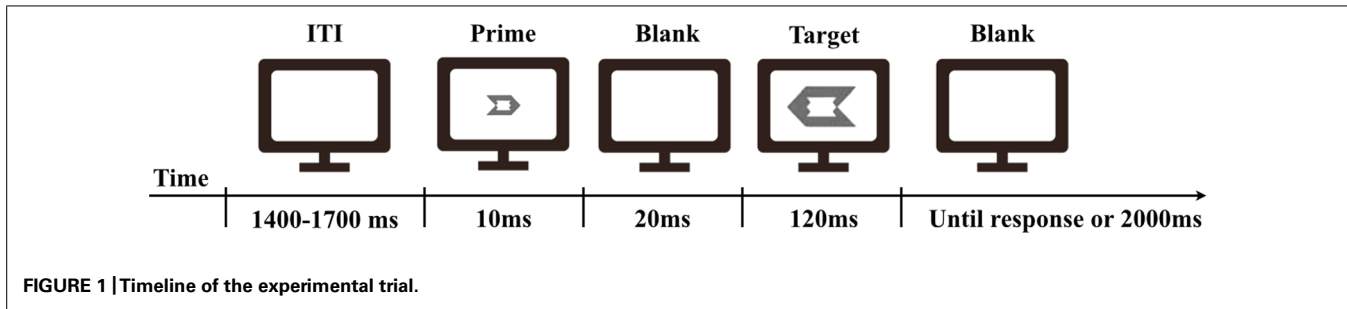 ITI Prime Blank Target Blank
Time
1400-1700 ms 10ms 20ms 120ms Until response or 2000ms
FIGURE 1 | Timeline of the experimental trial.